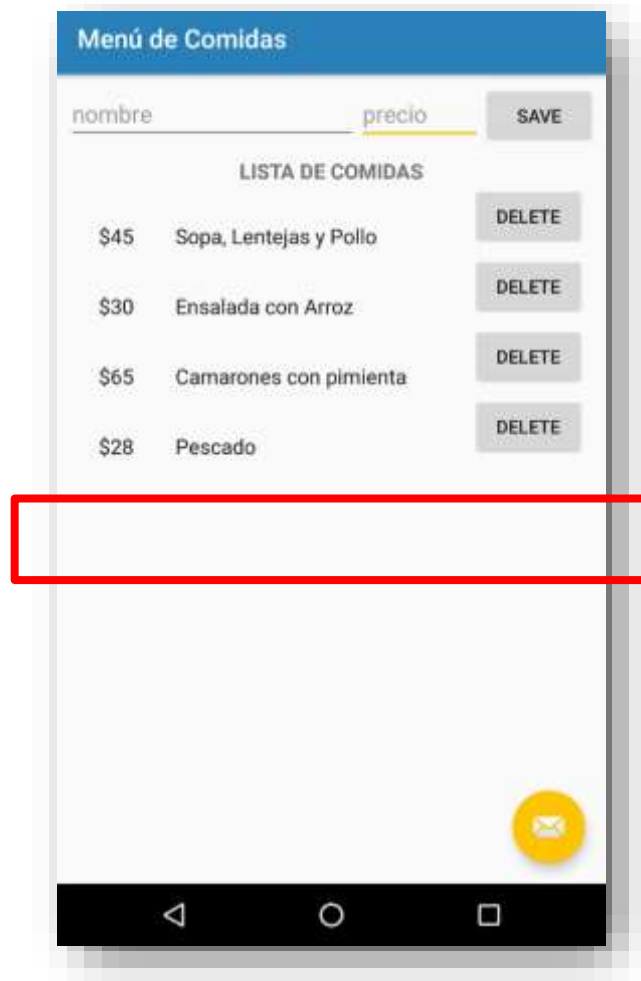 Menú de Comidas
nombre precio SAVE
LISTA DE COMIDAS
$45 Sopa, Lentejas y Pollo DELETE
$30 Ensalada con Arroz DELETE
$65 Camarones con pimienta DELETE
$28 Pescado DELETE